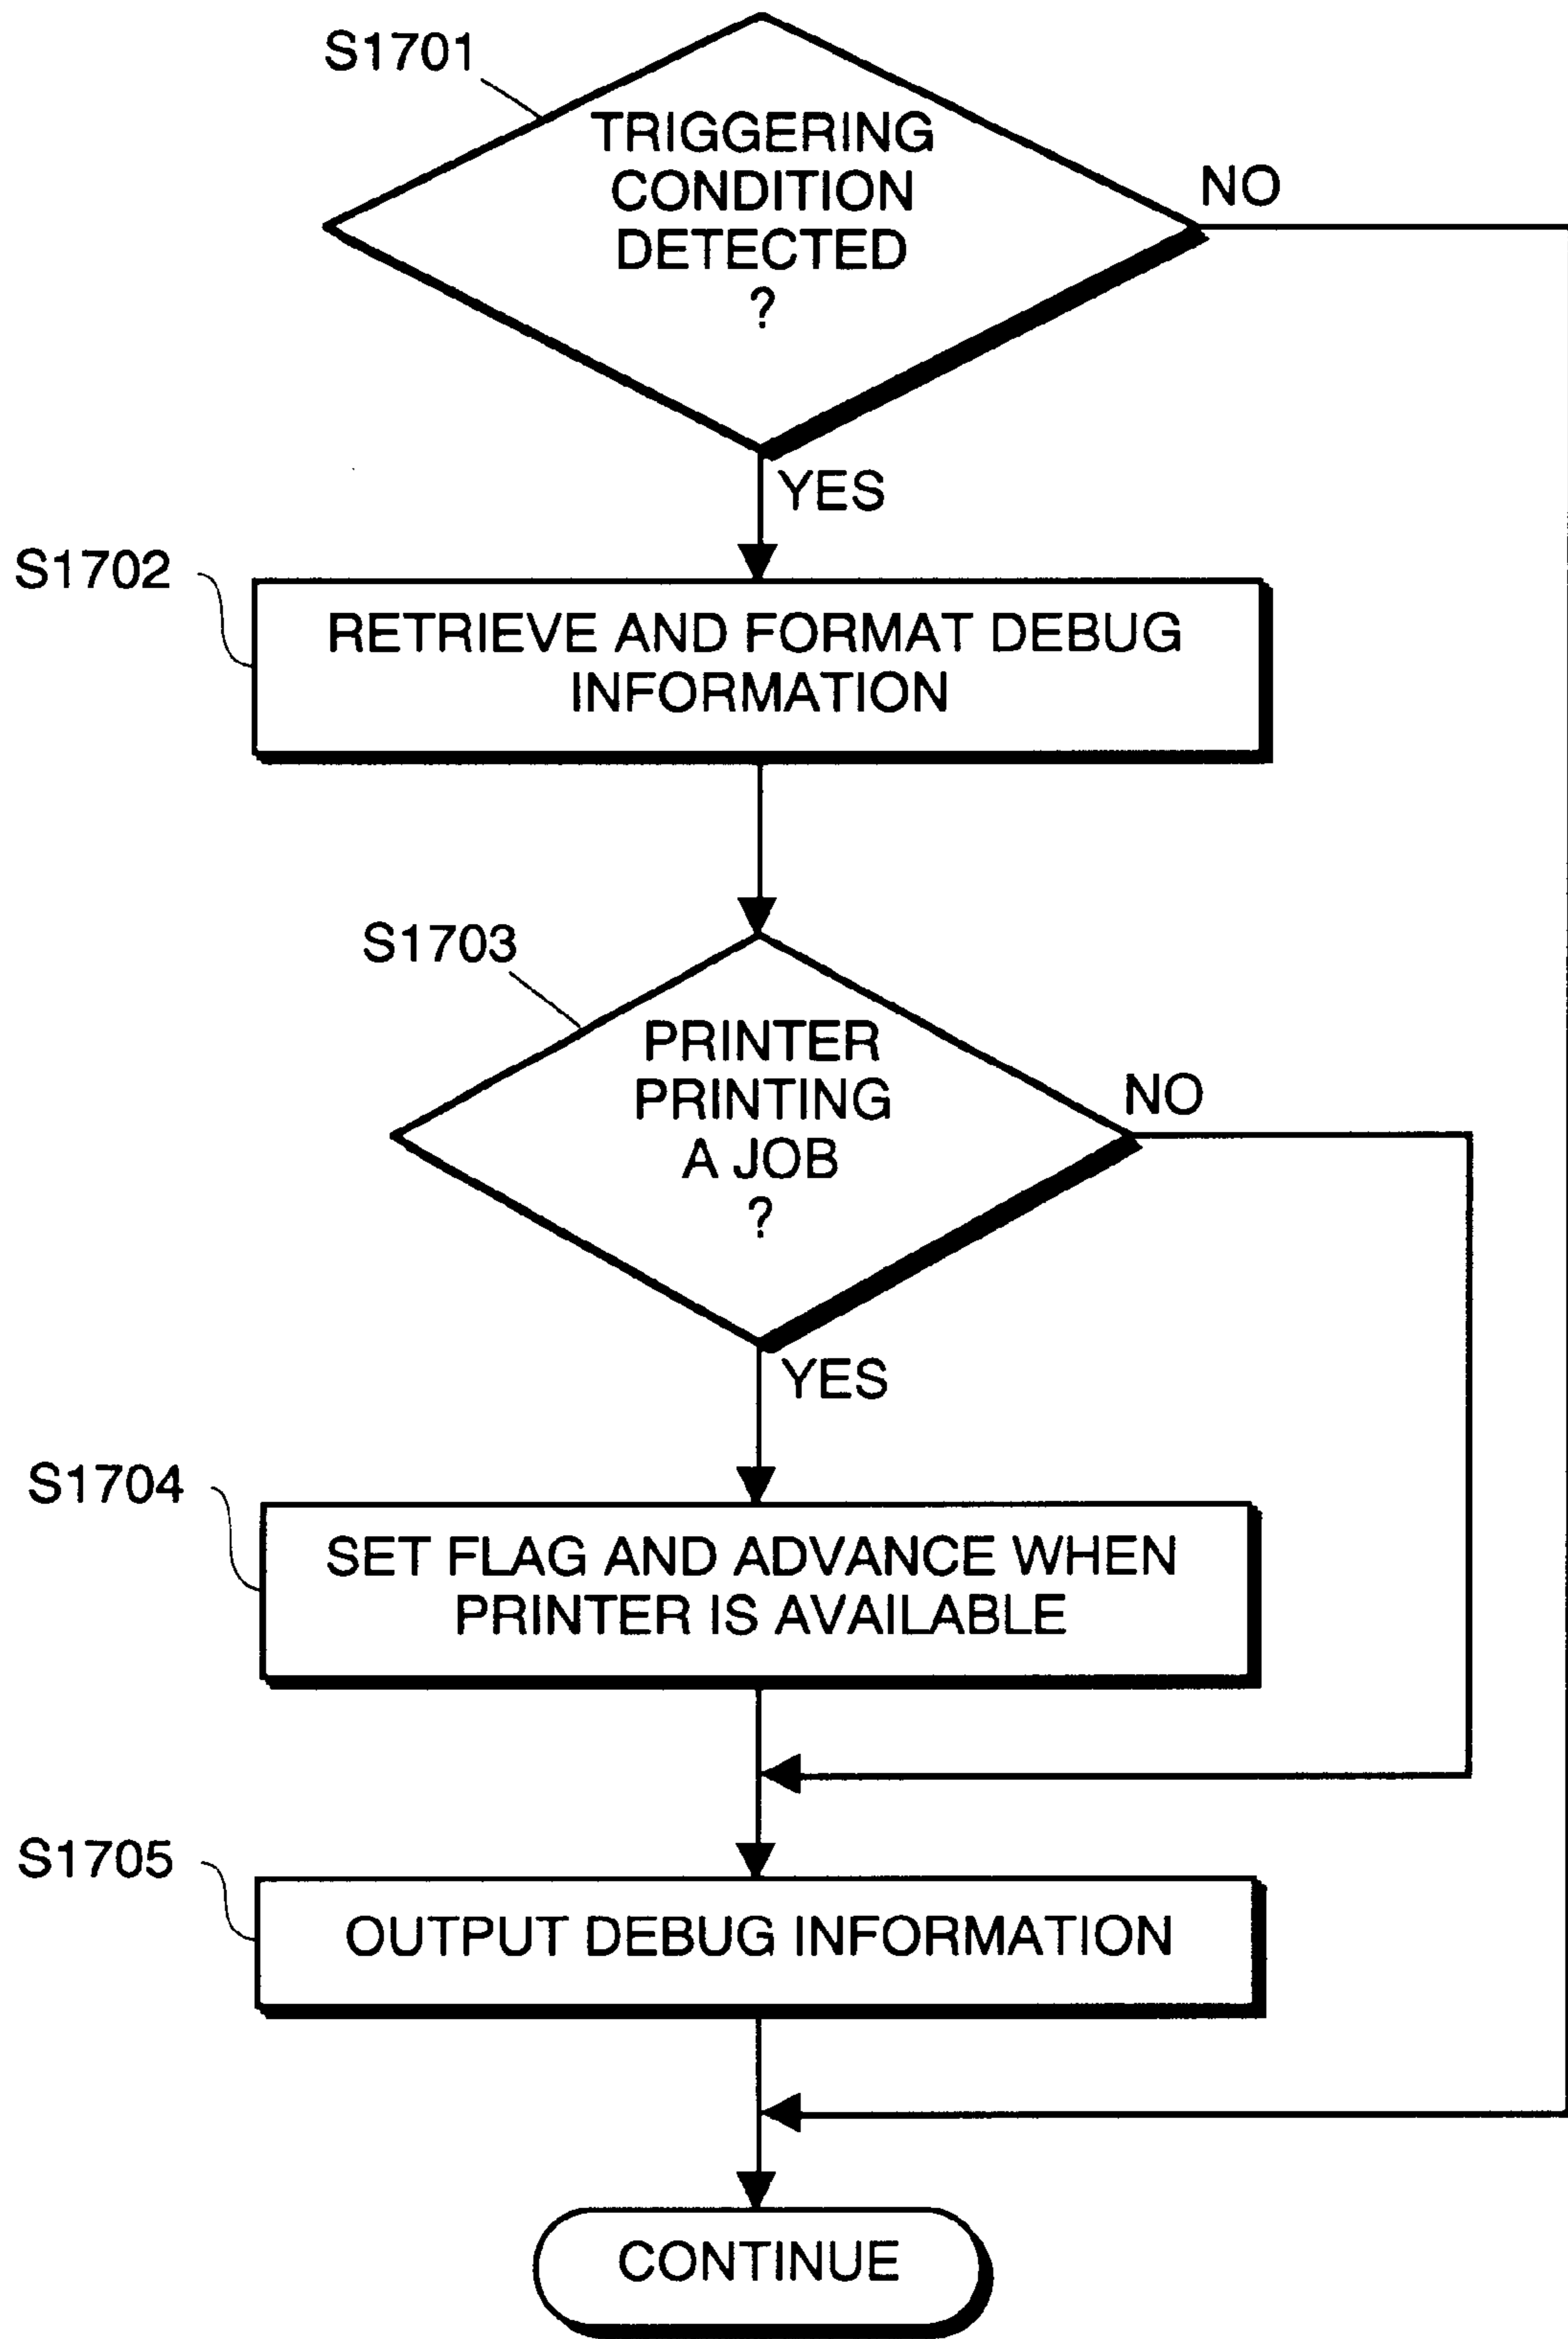 S1701
TRIGGERING
CONDITION
DETECTED
?
NO
YES
S1702
RETRIEVE AND FORMAT DEBUG
INFORMATION
S1703
PRINTER
PRINTING
A JOB
?
NO
YES
S1704
SET FLAG AND ADVANCE WHEN
PRINTER IS AVAILABLE
S1705
OUTPUT DEBUG INFORMATION
CONTINUE